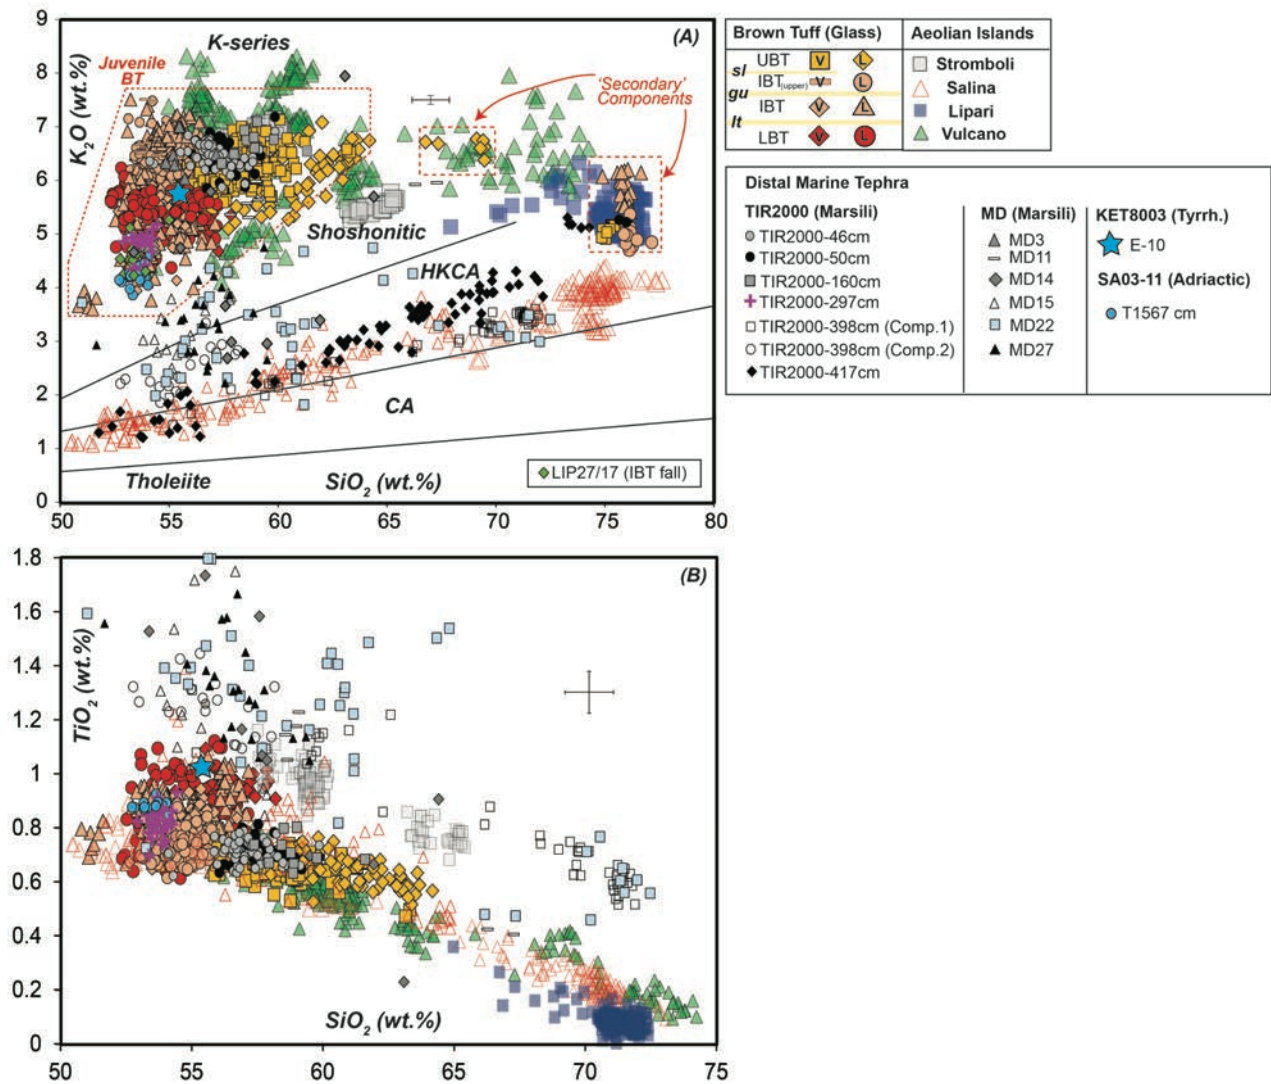 9
8
7
6
5
4
3
2
1
0
K₂O (wt.%)
K-series
(A)
Juvenile
BT
'Secondary'
Components
Shoshonitic
HKCA
CA
Tholeiite
SiO₂ (wt.%)
LIP27/17 (IBT fall)
50 55 60 65 70 75 80
Brown Tuff (Glass)
UBT V L
sl
IBT(upper) V L
gu
IBT V L
lt
LBT V L
Aeolian Islands
Stromboli
Salina
Lipari
Vulcano
Distal Marine Tephra
TIR2000 (Marsili)
TIR2000-46cm
TIR2000-50cm
TIR2000-160cm
TIR2000-297cm
TIR2000-398cm (Comp.1)
TIR2000-398cm (Comp.2)
TIR2000-417cm
MD (Marsili)
MD3
MD11
MD14
MD15
MD22
MD27
KET8003 (Tyrrh.)
E-10
SA03-11 (Adriactic)
T1567 cm
1.8
1.6
1.4
1.2
1
0.8
0.6
0.4
0.2
0
TiO₂ (wt.%)
(B)
SiO₂ (wt.%)
50 55 60 65 70 75